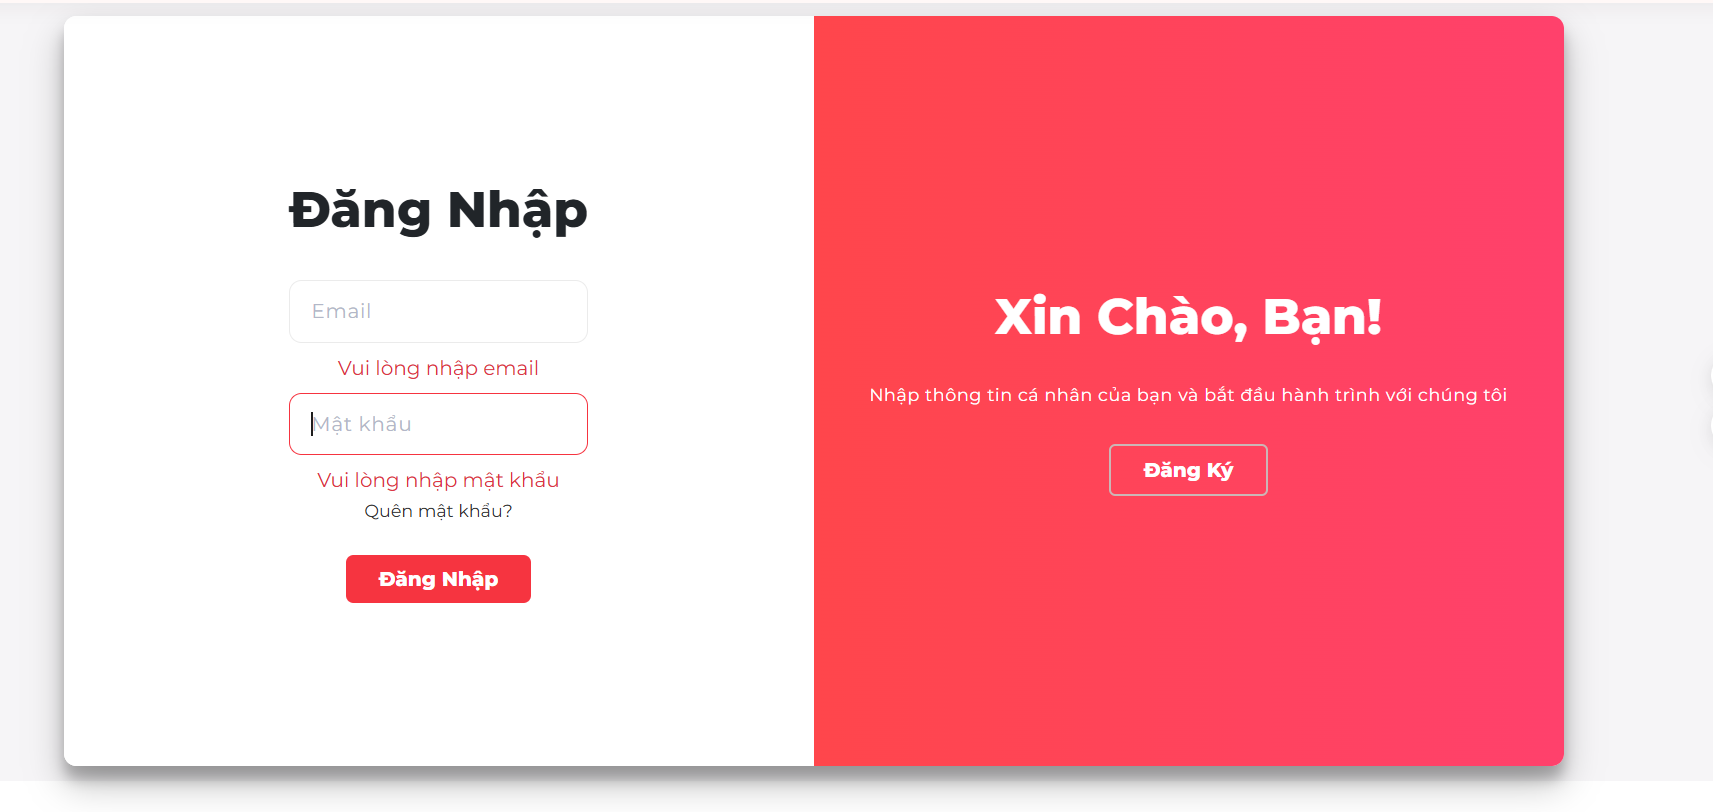 Đăng Nhập
Email
Vui lòng nhập email
Mật khẩu
Vui lòng nhập mật khẩu
Quên mật khẩu?
Đăng Nhập
Xin Chào, Bạn!
Nhập thông tin cá nhân của bạn và bắt đầu hành trình với chúng tôi
Đăng Ký